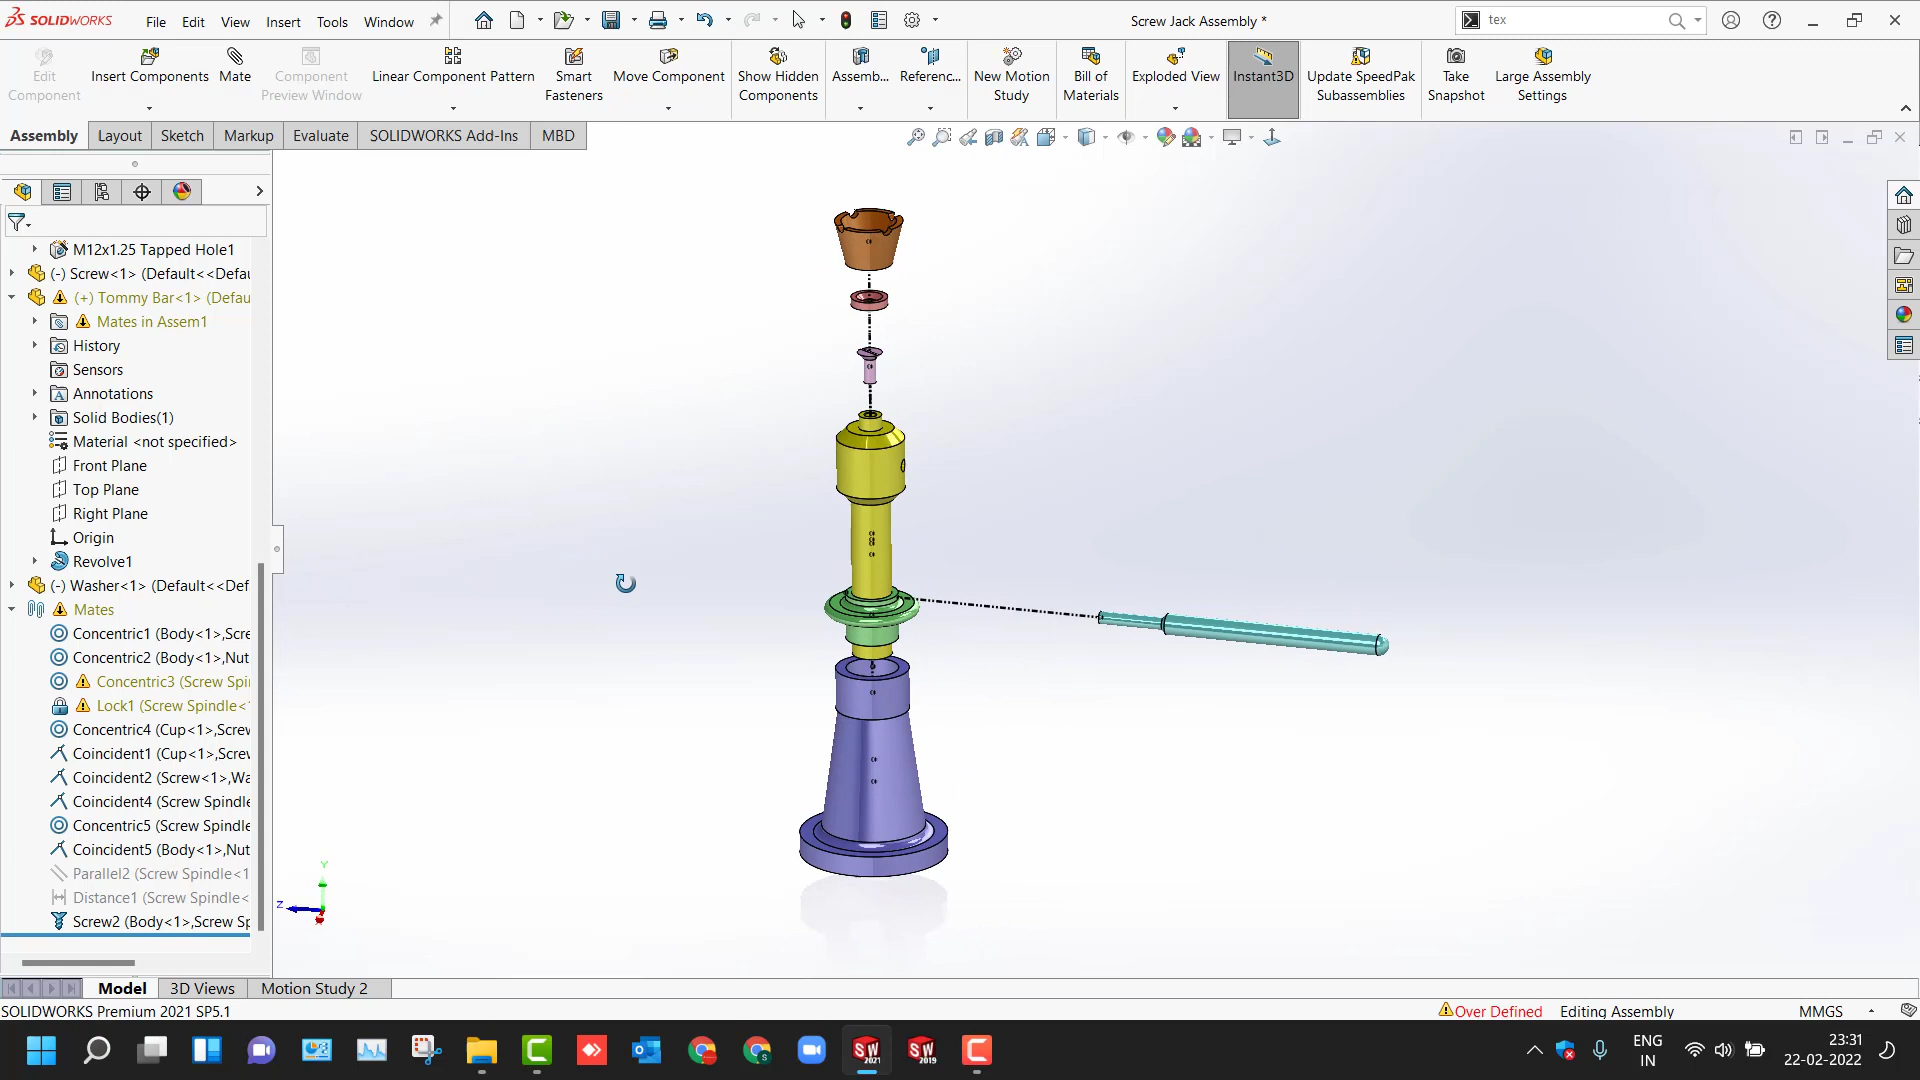 SOLIDWORKS
File
Edit
View
Insert
Tools
Window
Screw Jack Assembly *
tex
Edit
Component
Insert Components
Mate
Component
Preview Window
Linear Component Pattern
Smart
Fasteners
Move Component
Show Hidden
Components
Assemb...
Referenc...
New Motion
Study
Bill of
Materials
Exploded View
Instant3D
Update SpeedPak
Subassemblies
Take
Snapshot
Large Assembly
Settings
Assembly
Layout
Sketch
Markup
Evaluate
SOLIDWORKS Add-Ins
MBD
M12x1.25 Tapped Hole1
(-) Screw<1> (Default<<Defau
(+) Tommy Bar<1> (Defau
Mates in Assem1
History
Sensors
Annotations
Solid Bodies(1)
Material <not specified>
Front Plane
Top Plane
Right Plane
Origin
Revolve1
(-) Washer<1> (Default<<Def
Mates
Concentric1 (Body<1>,Scre
Concentric2 (Body<1>,Nut
Concentric3 (Screw Spi
Lock1 (Screw Spindle<
Concentric4 (Cup<1>,Screw
Coincident1 (Cup<1>,Screw
Coincident2 (Screw<1>,Wa
Coincident4 (Screw Spindle
Concentric5 (Screw Spindle
Coincident5 (Body<1>,Nut
Parallel2 (Screw Spindle<1
Distance1 (Screw Spindle<
Screw2 (Body<1>,Screw Sp
Y
Z
Model
3D Views
Motion Study 2
SOLIDWORKS Premium 2021 SP5.1
Over Defined
Editing Assembly
MMGS
SW
2021
SW
2019
ENG
IN
23:31
22-02-2022